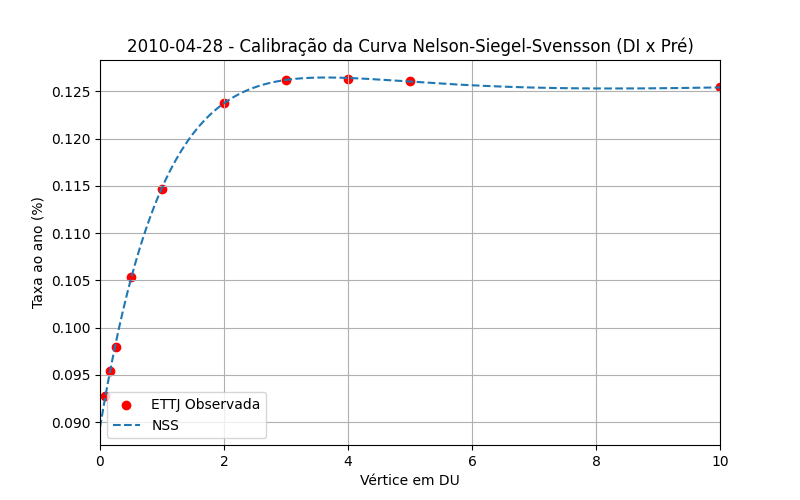 2010-04-28 - Calibração da Curva Nelson-Siegel-Svensson (DI x Pré)
Taxa ao ano (%)
0.125
0.120
0.115
0.110
0.105
0.100
0.095
0.090
ETTJ Observada
NSS
0 2 4 6 8 10
Vértice em DU